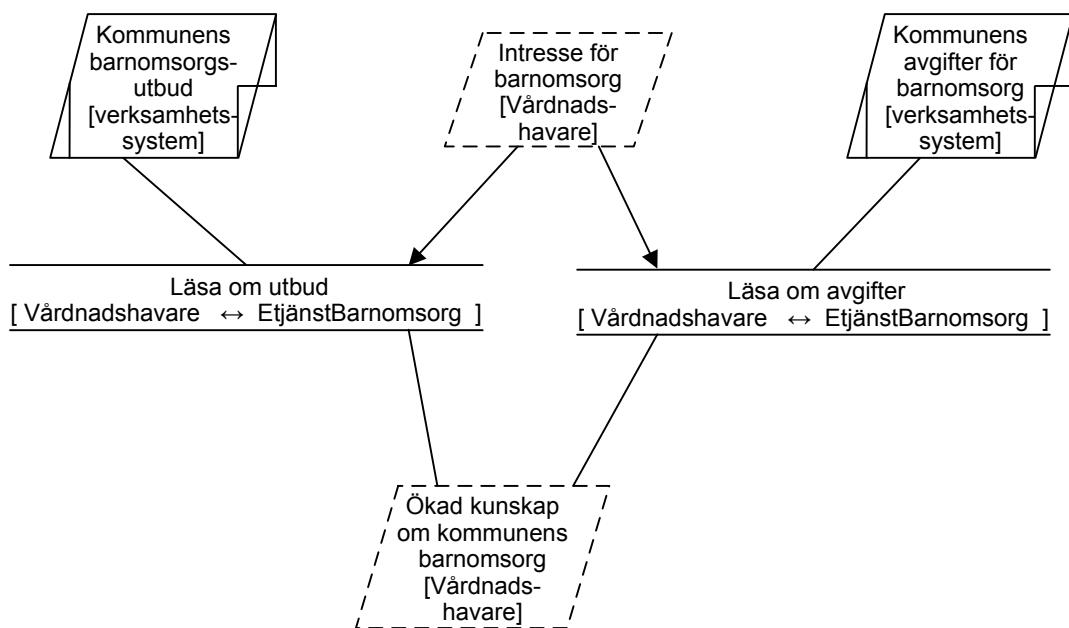 Kommunens
barnomsorgs-
utbud
[verksamhets-
system]
Intresse för
barnomsorg
[Vårdnads-
havare]
Kommunens
avgifter för
barnomsorg
[verksamhets-
system]
Läsa om utbud
[ Vårdnadshavare ↔ EtjänstBarnomsorg ]
Läsa om avgifter
[ Vårdnadshavare ↔ EtjänstBarnomsorg ]
Ökad kunskap
om kommunens
barnomsorg
[Vårdnads-
havare]